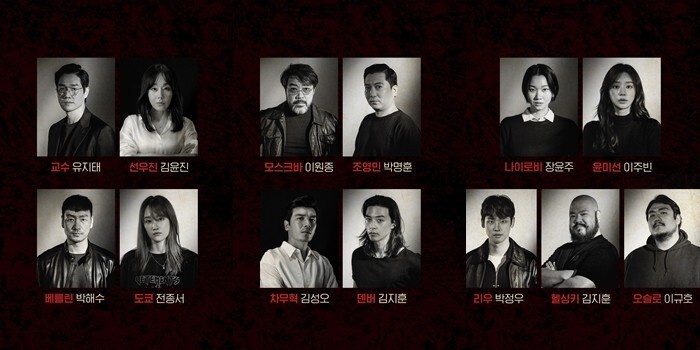 교수 유지태
선우진 김윤진
모스크바 이원종
조영민 박명훈
나이로비 장윤주
윤미선 이주빈
베를린 박해수
도쿄 전종서
차무혁 김성오
덴버 김지훈
리우 박정우
헬싱키 김지훈
오슬로 이규호